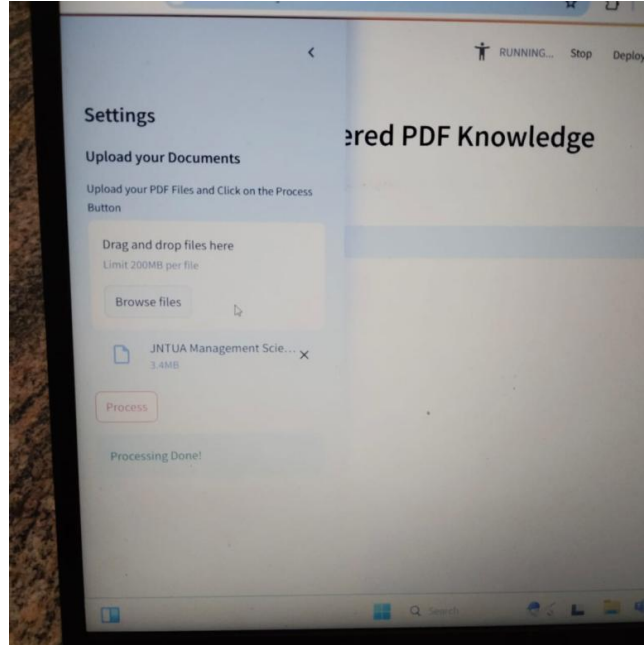 RUNNING... Stop Deploy
Settings
ered PDF Knowledge
Upload your Documents
Upload your PDF Files and Click on the Process
Button
Drag and drop files here
Limit 200MB per file
Browse files
JNTUA Management Scie...
3.4MB
Process
Processing Done!
Search